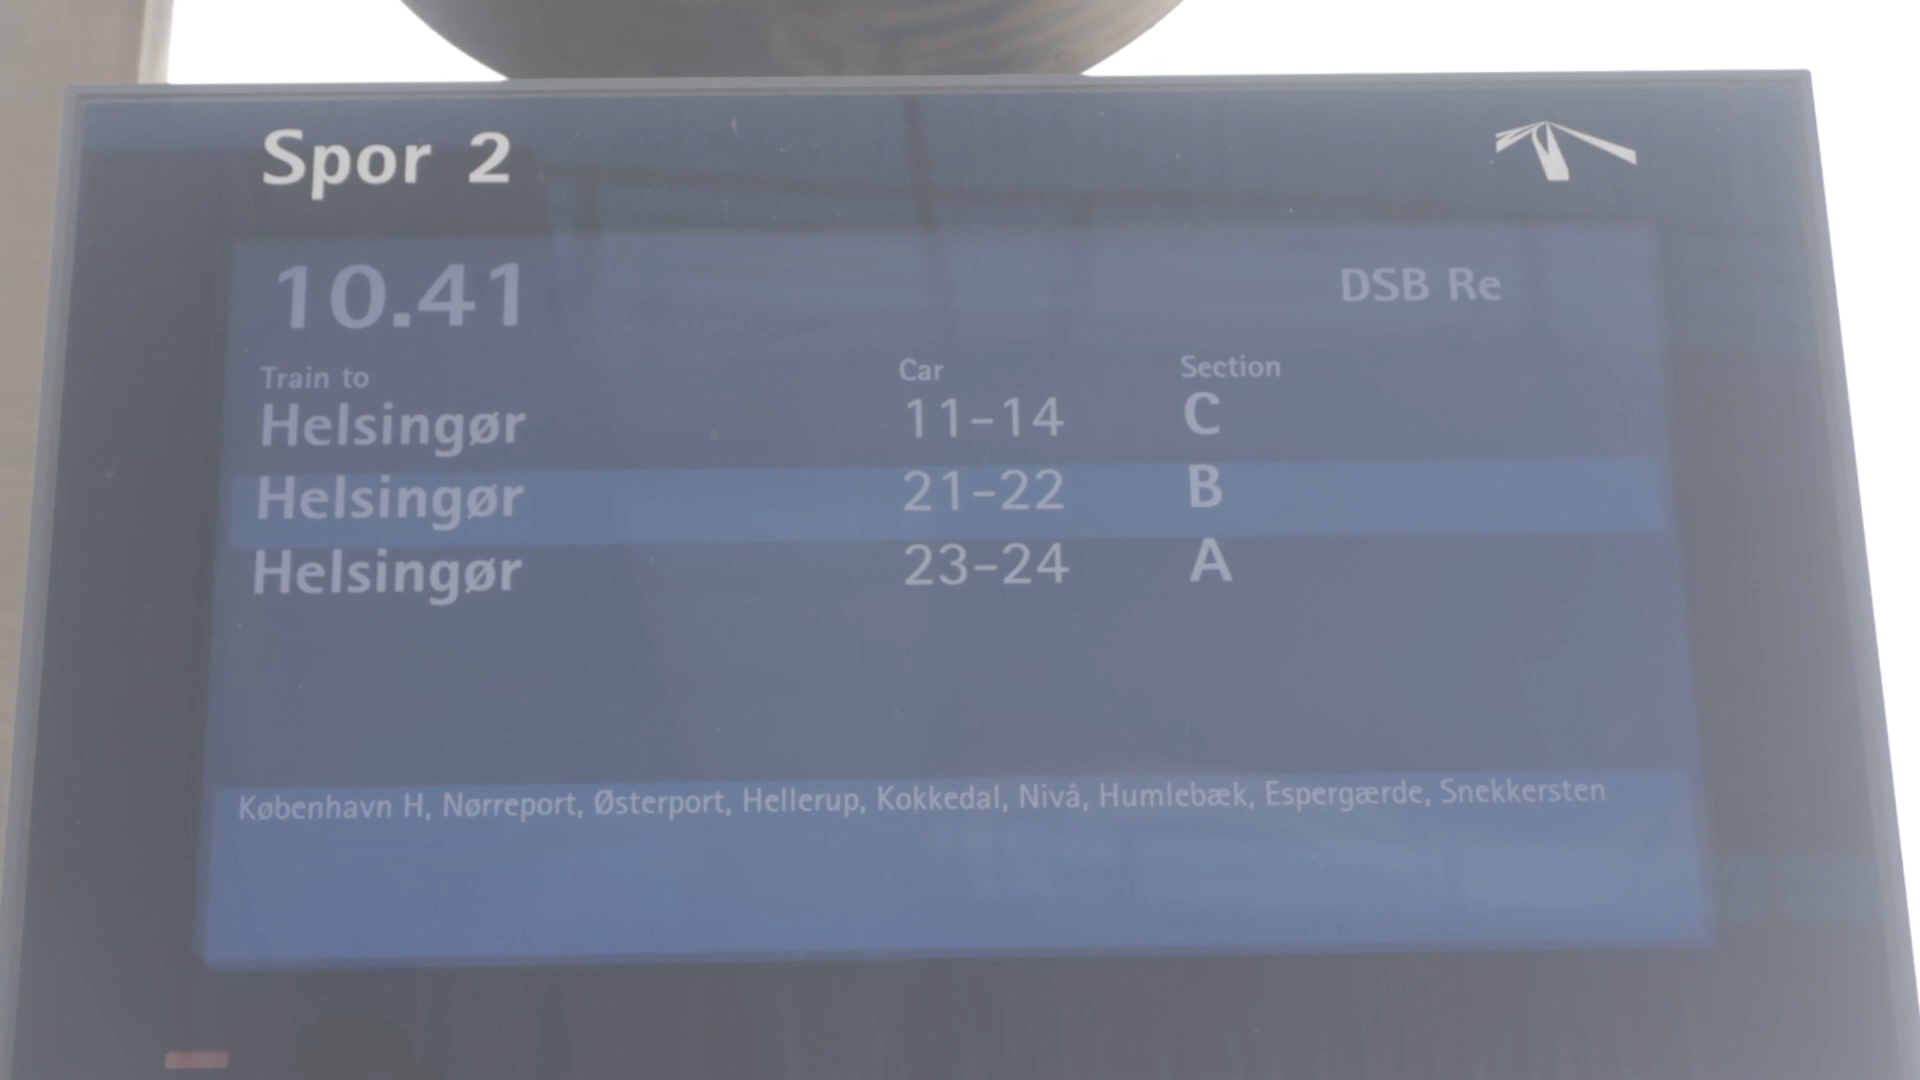 Spor 2
10.41 DSB Re
Train to Car Section
Helsingør 11-14 C
Helsingør 21-22 B
Helsingør 23-24 A
København H, Nørreport, Østerport, Hellerup, Kokkedal, Nivå, Humlebæk, Espergærde, Snekkersten